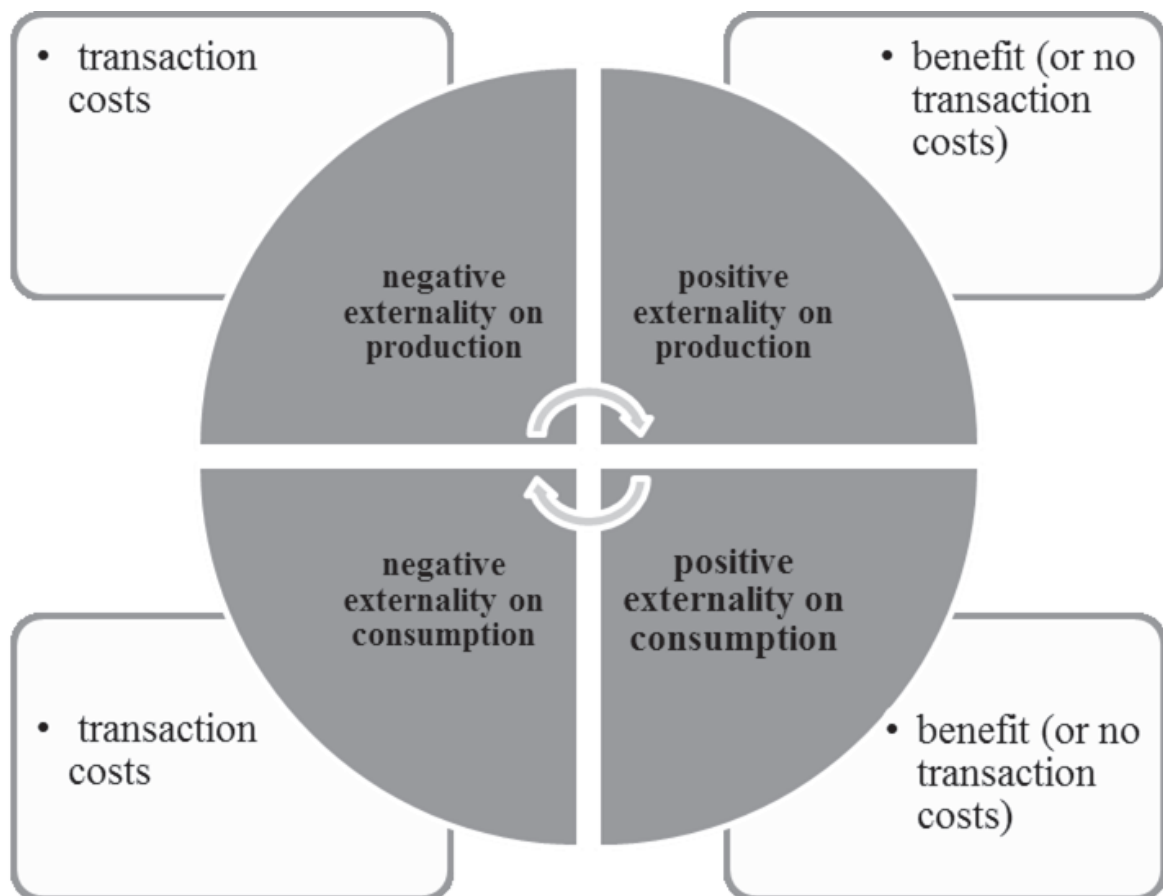 • transaction
costs
• benefit (or no
transaction
costs)
negative
externality on
production
positive
externality on
production
negative
externality on
consumption
positive
externality on
consumption
• transaction
costs
• benefit (or no
transaction
costs)